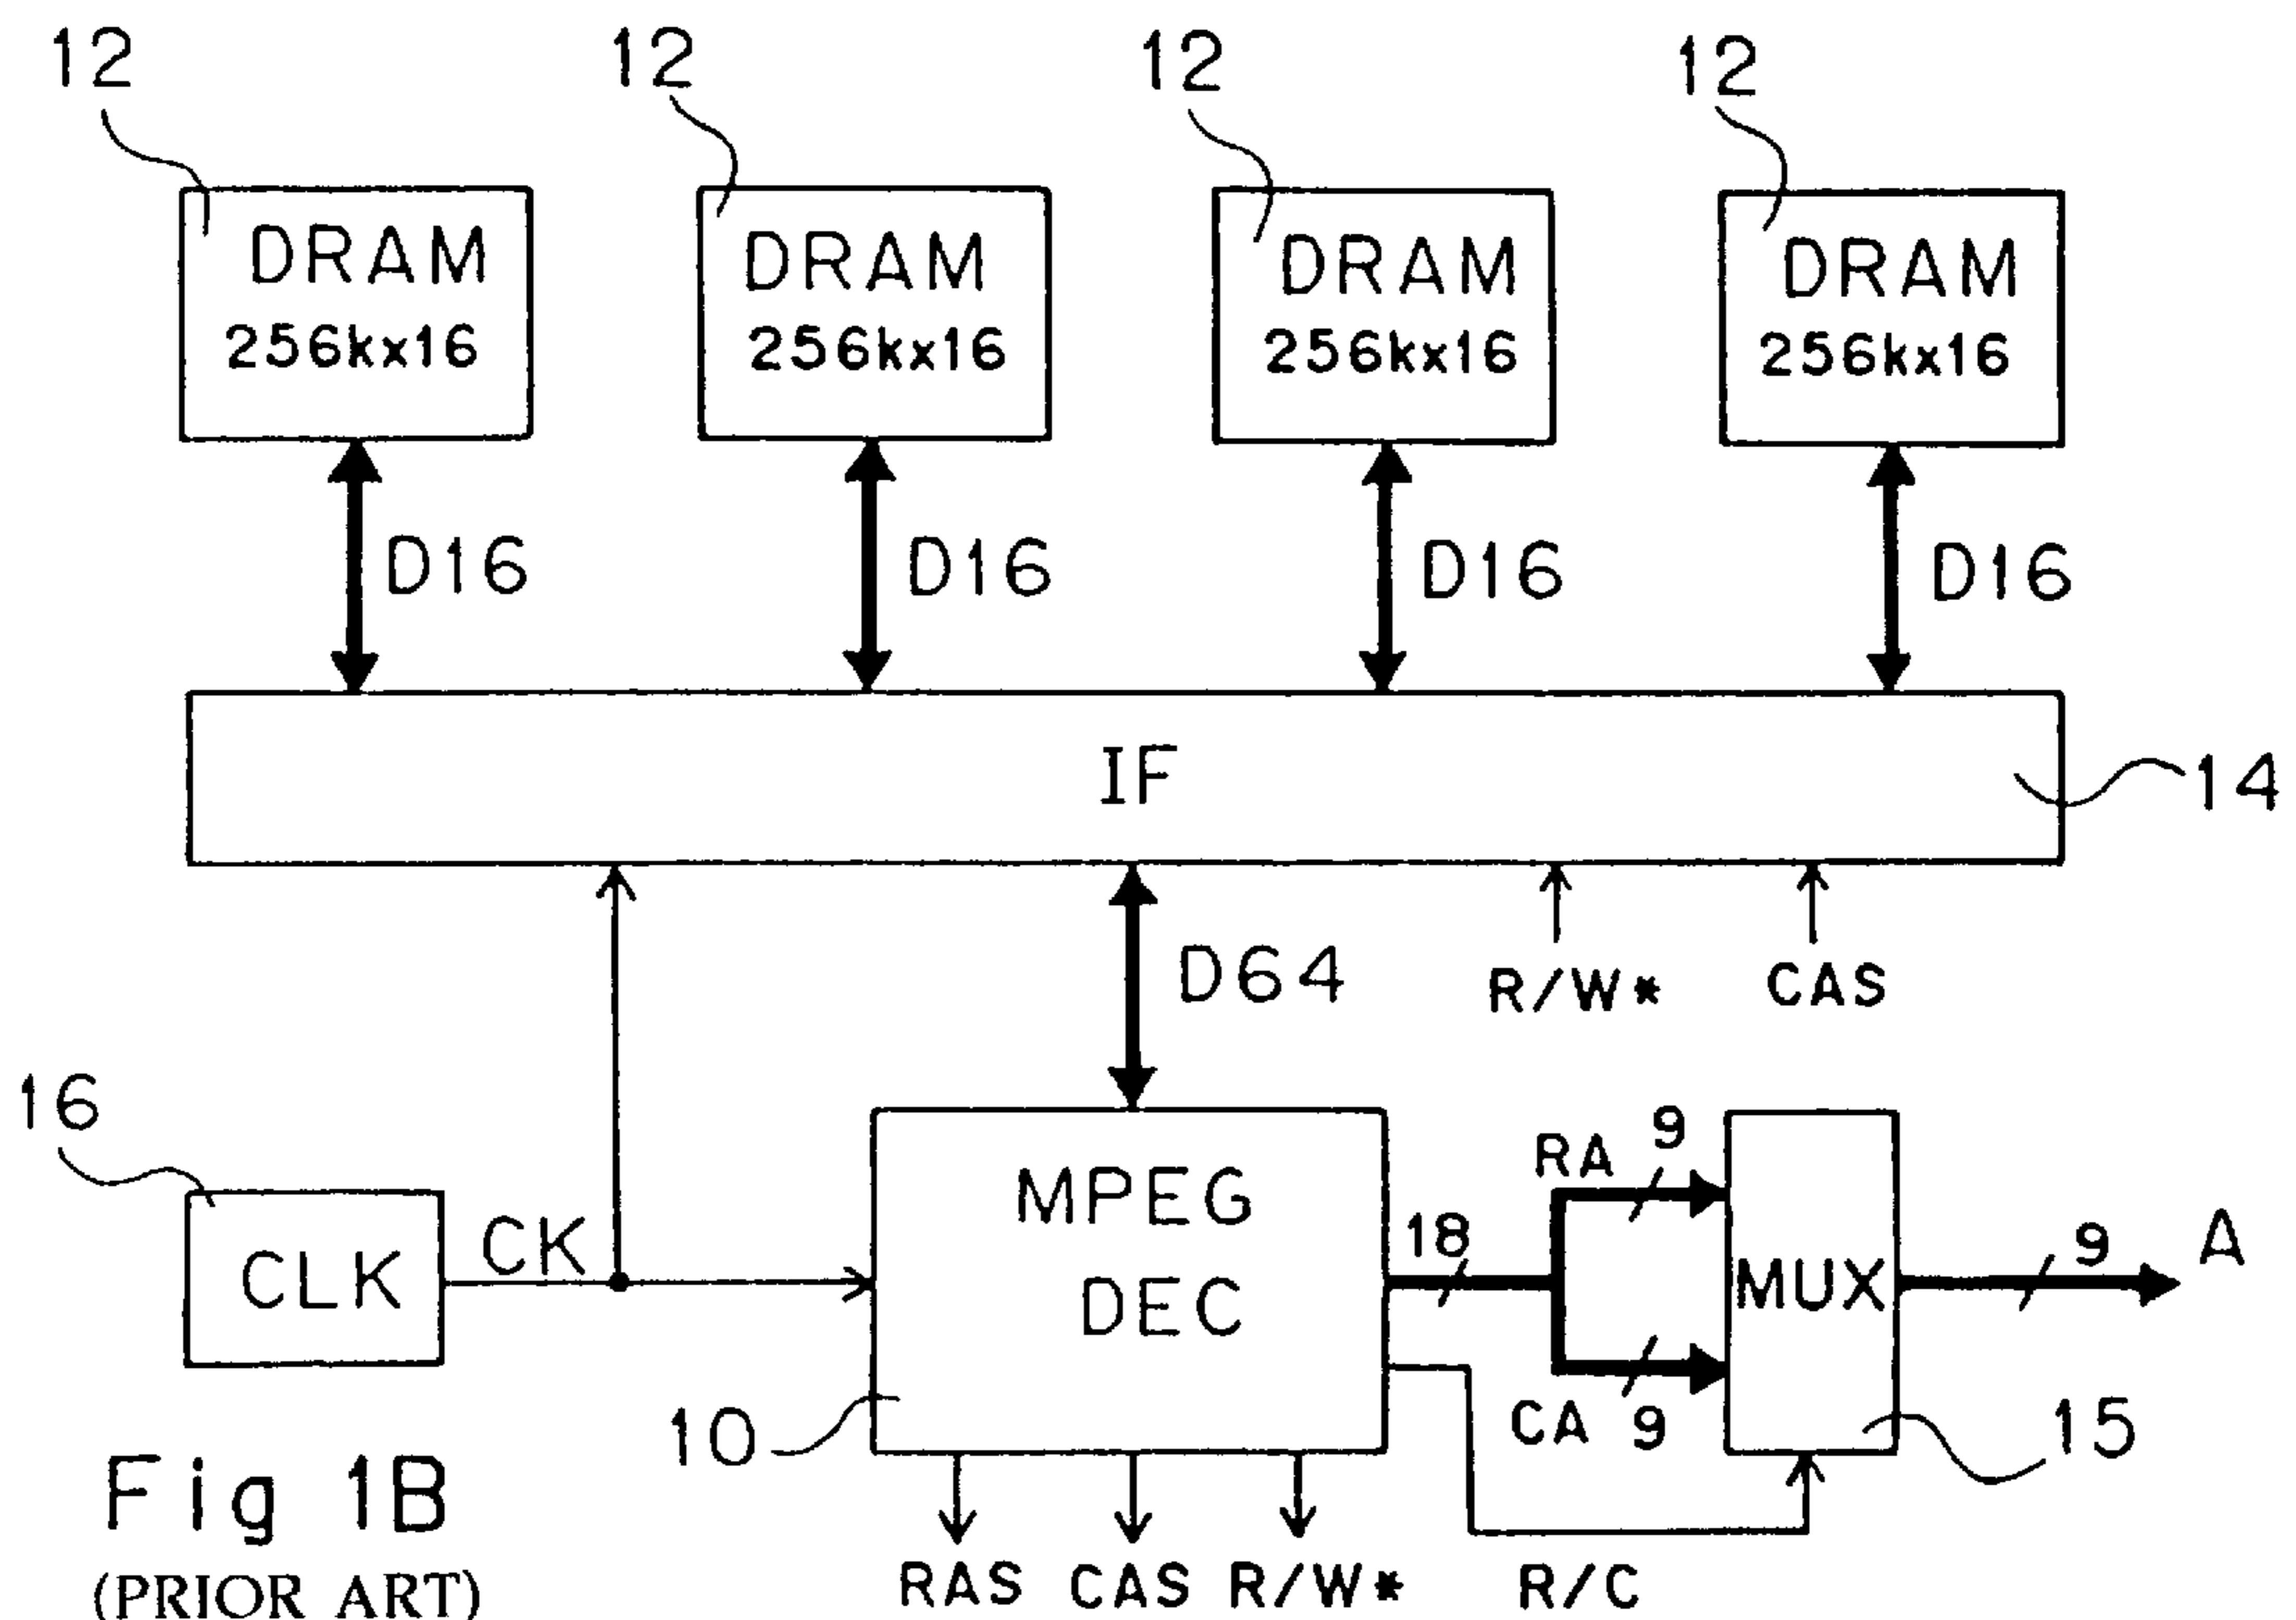 12 12 12 12
DRAM DRAM DRAM DRAM
256kx16 256kx16 256kx16 256kx16
D16 D16 D16 D16
IF
14
D64 R/W* CAS
16
CLK
CK
MPEG
DEC
10
18
RA 9
CA 9
MUX
9 A
15
RAS CAS R/W* R/C
Fig 1B
(PRIOR ART)